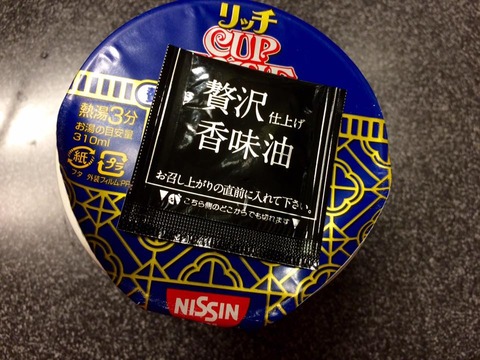 リッチ
CUP
熱湯3分
お湯の目安量
310ml
紙
プラ
フタ 外装フィルム
贅沢 仕上げ
香味油
お召し上がりの直前に入れて下さい。
こちら側のどこからでも切れます
NISSIN